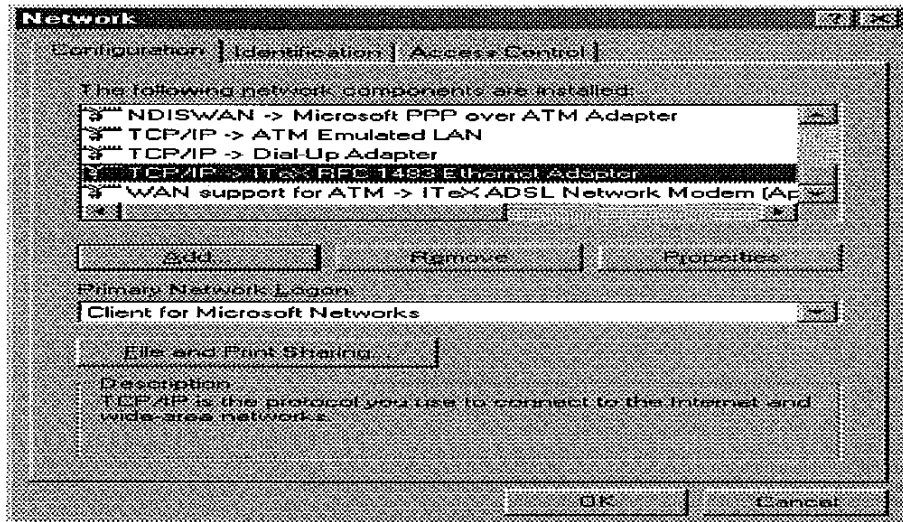 Network
Configuration Identification Access Control
The following network components are installed:
NDISWAN -> Microsoft PPP over ATM Adapter
TCP/IP -> ATM Emulated LAN
TCP/IP -> Dial-Up Adapter
TCP/IP -> ITeX RFC 1483 Ethernet Adapter
WAN support for ATM -> ITeX ADSL Network Modem (Ap
Add... Remove Properties
Primary Network Logon:
Client for Microsoft Networks
File and Print Sharing...
Description
TCP/IP is the protocol you use to connect to the Internet and
wide-area networks.
OK Cancel